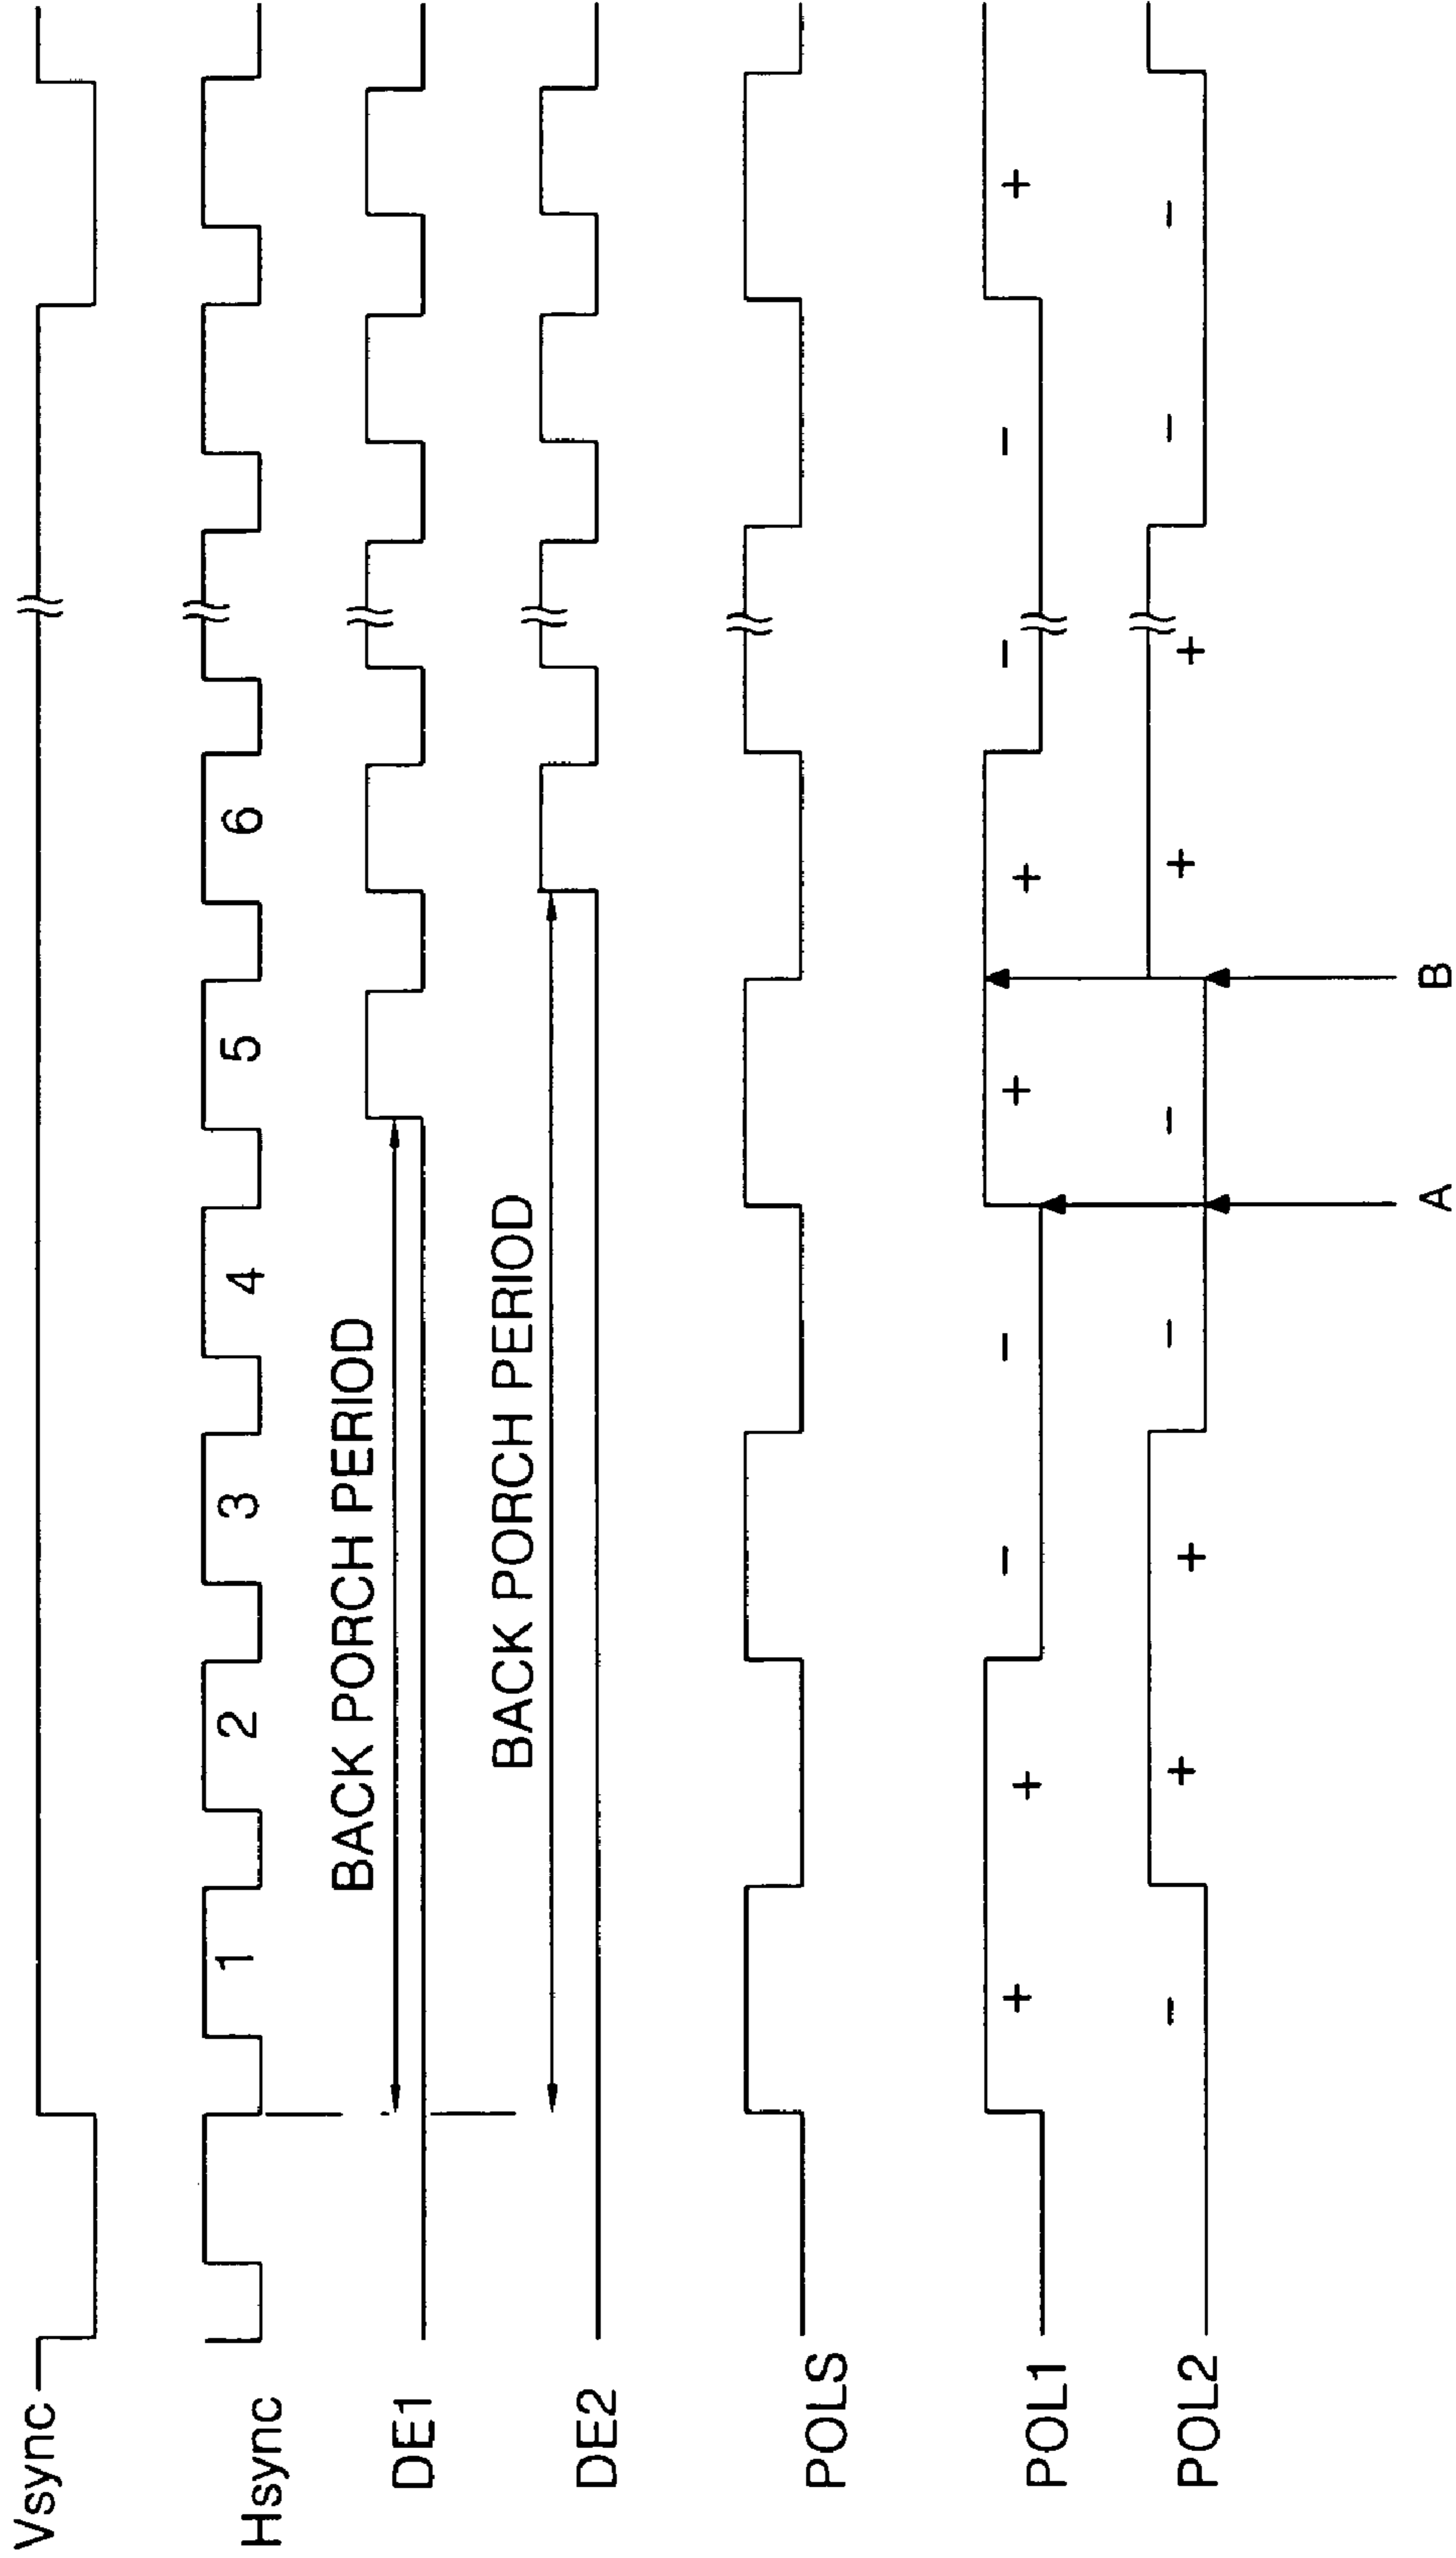 Vsync
Hsync 1 2 3 4 5 6
DE1
BACK PORCH PERIOD
DE2
BACK PORCH PERIOD
POLS
POL1 + + − − + + − − +
POL2 − + + − − + + − −
A B